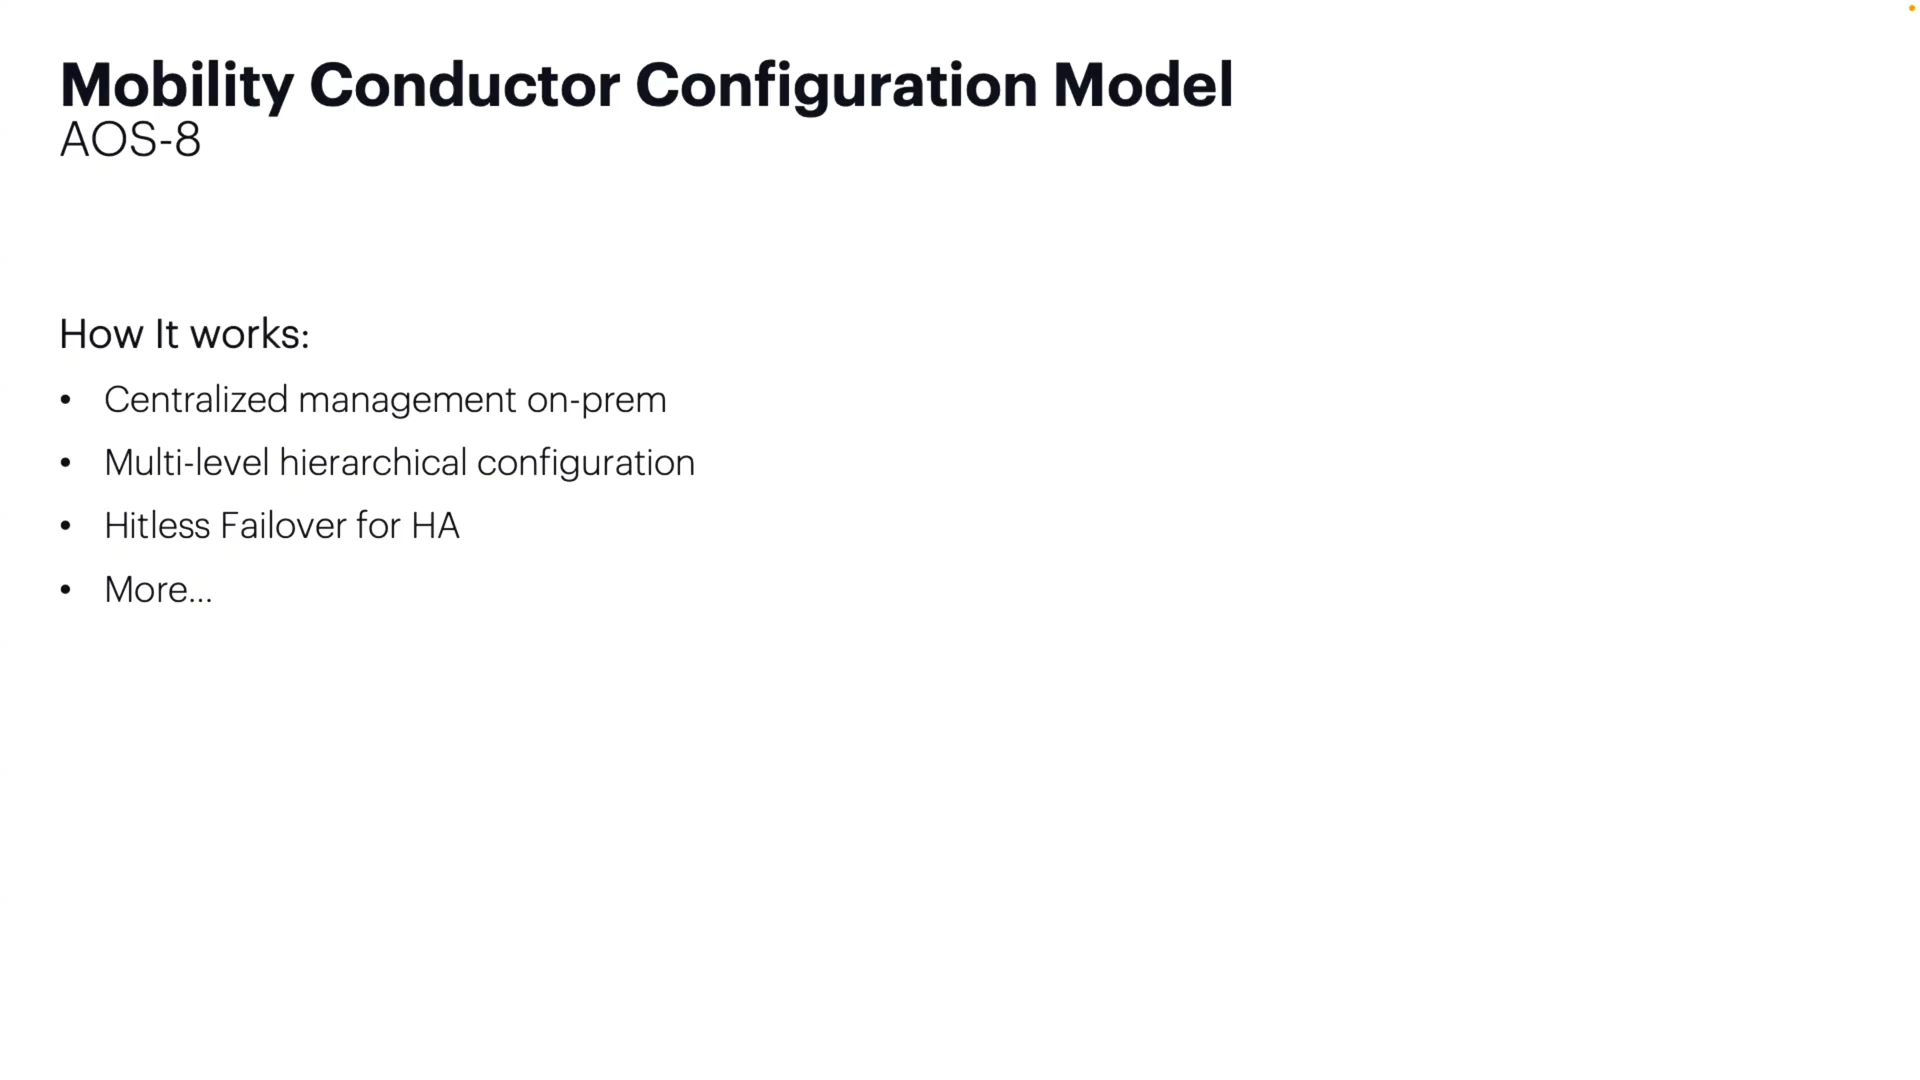 Mobility Conductor Configuration Model
AOS-8
How It works:
• Centralized management on-prem
• Multi-level hierarchical configuration
• Hitless Failover for HA
• More...